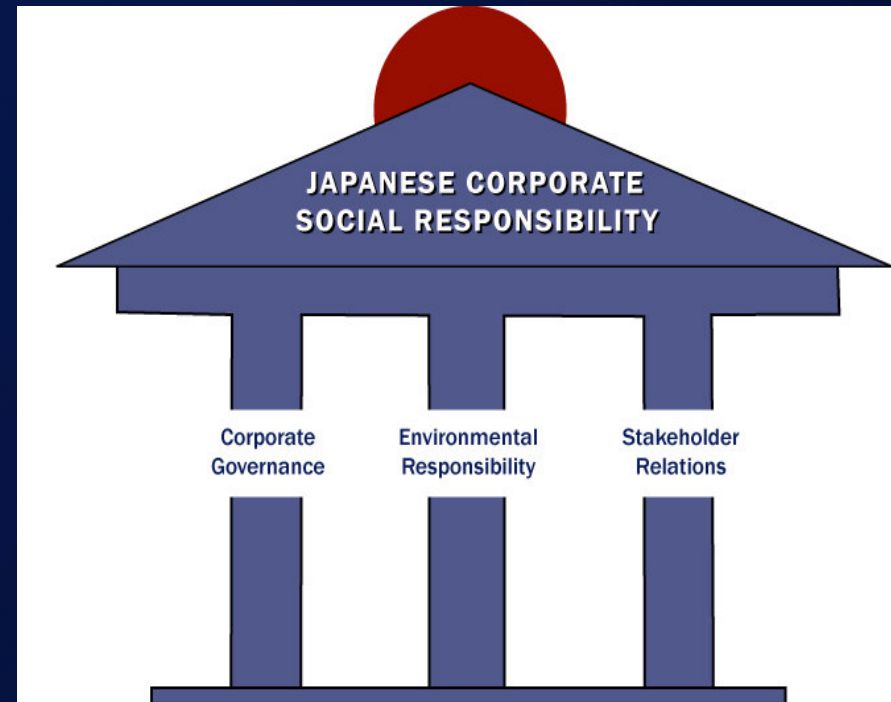 JAPANESE CORPORATE
SOCIAL RESPONSIBILITY
Corporate
Governance
Environmental
Responsibility
Stakeholder
Relations